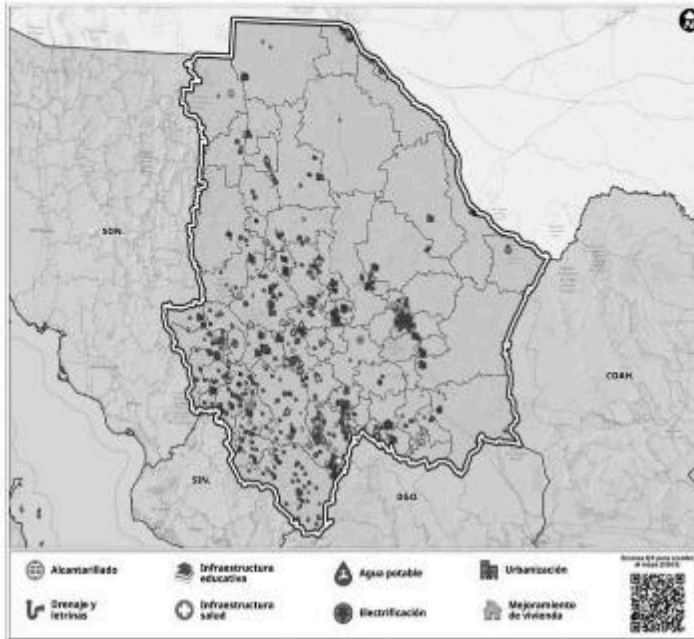 SON.
COAH.
SIN.
DGO.
Alcantarillado
Infraestructura
educativa
Agua potable
Urbanización
Drenaje y
letrinas
Infraestructura
salud
Electrificación
Mejoramiento
de vivienda